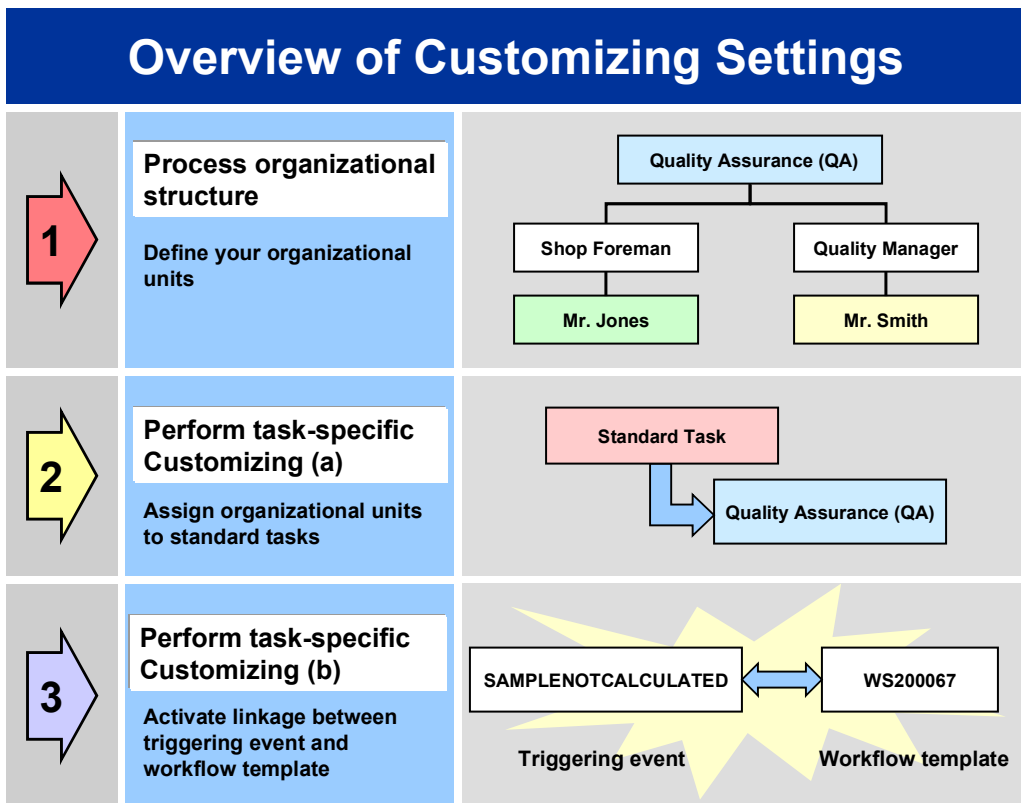 Overview of Customizing Settings
1
Process organizational
structure
Define your organizational
units
Quality Assurance (QA)
Shop Foreman
Quality Manager
Mr. Jones
Mr. Smith
2
Perform task-specific
Customizing (a)
Assign organizational units
to standard tasks
Standard Task
Quality Assurance (QA)
3
Perform task-specific
Customizing (b)
Activate linkage between
triggering event and
workflow template
SAMPLENOTCALCULATED
WS200067
Triggering event
Workflow template